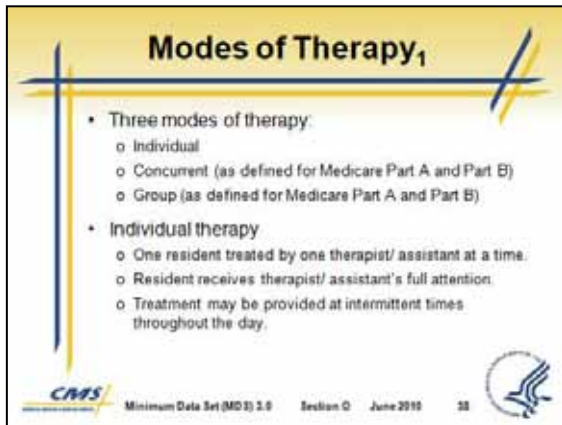 Modes of Therapy₁
• Three modes of therapy:
o Individual
o Concurrent (as defined for Medicare Part A and Part B)
o Group (as defined for Medicare Part A and Part B)
• Individual therapy
o One resident treated by one therapist/ assistant at a time.
o Resident receives therapist/ assistant's full attention.
o Treatment may be provided at intermittent times
throughout the day.
CMS
Minimum Data Set (MDS) 3.0 Section O June 2010 38